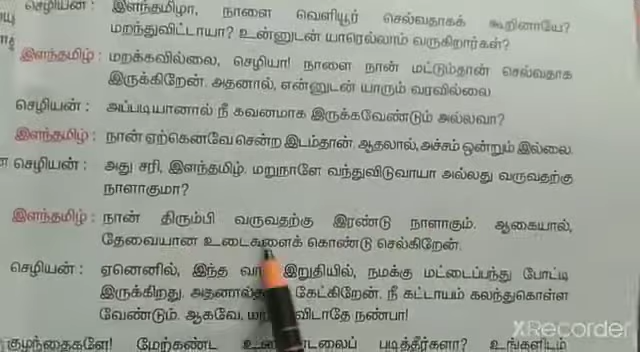 செழியன் : இளந்தமிழா, நாளை வெளியூர் செல்வதாகக் கூறினாயே?
மறந்துவிட்டாயா? உன்னுடன் யாரெல்லாம் வருகிறார்கள்?
இளந்தமிழ் : மறக்கவில்லை, செழியா! நாளை நான் மட்டும்தான் செல்வதாக
இருக்கிறேன். அதனால், என்னுடன் யாரும் வரவில்லை
செழியன் : அப்படியானால் நீ கவனமாக இருக்கவேண்டும் அல்லவா?
இளந்தமிழ் : நான் ஏற்கெனவே சென்ற இடம்தான். ஆதலால், அச்சம் ஒன்றும் இல்லை.
செழியன் : அது சரி, இளந்தமிழ். மறுநாளே வந்துவிடுவாயா அல்லது வருவதற்கு
நாளாகுமா?
இளந்தமிழ் : நான் திரும்பி வருவதற்கு இரண்டு நாளாகும். ஆகையால்,
தேவையான உடைகளைக் கொண்டு செல்கிறேன்.
செழியன் : ஏனெனில், இந்த இறுதியில், நமக்கு மட்டைப்பந்து போட்டி
இருக்கிறது. கேட்கிறேன். நீ கட்டாயம் கலந்துகொள்ள
வேண்டும். ஆகவே, நண்பா!
குழந்தைகளே! மேற்கண்ட படித்தீர்களா? உங்களிடம்
XRecorder